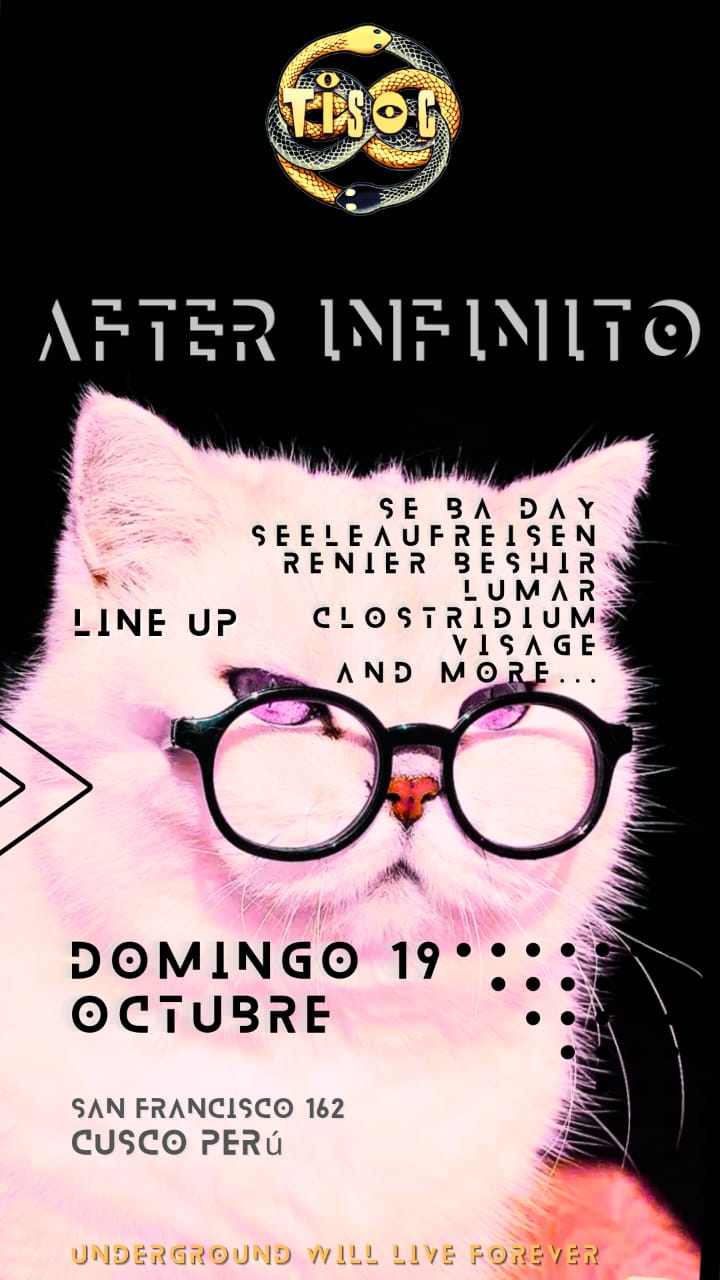 TISOC
AFTER INFINITO
SE BA DAY
SEELEAUFREISEN
RENIER BESHIR
LUMAR
LINE UP
CLOSTRIDIUM
VISAGE
AND MORE...
DOMINGO 19
OCTUBRE
SAN FRANCISCO 162
CUSCO PERú
UNDERGROUND WILL LIVE FOREVER